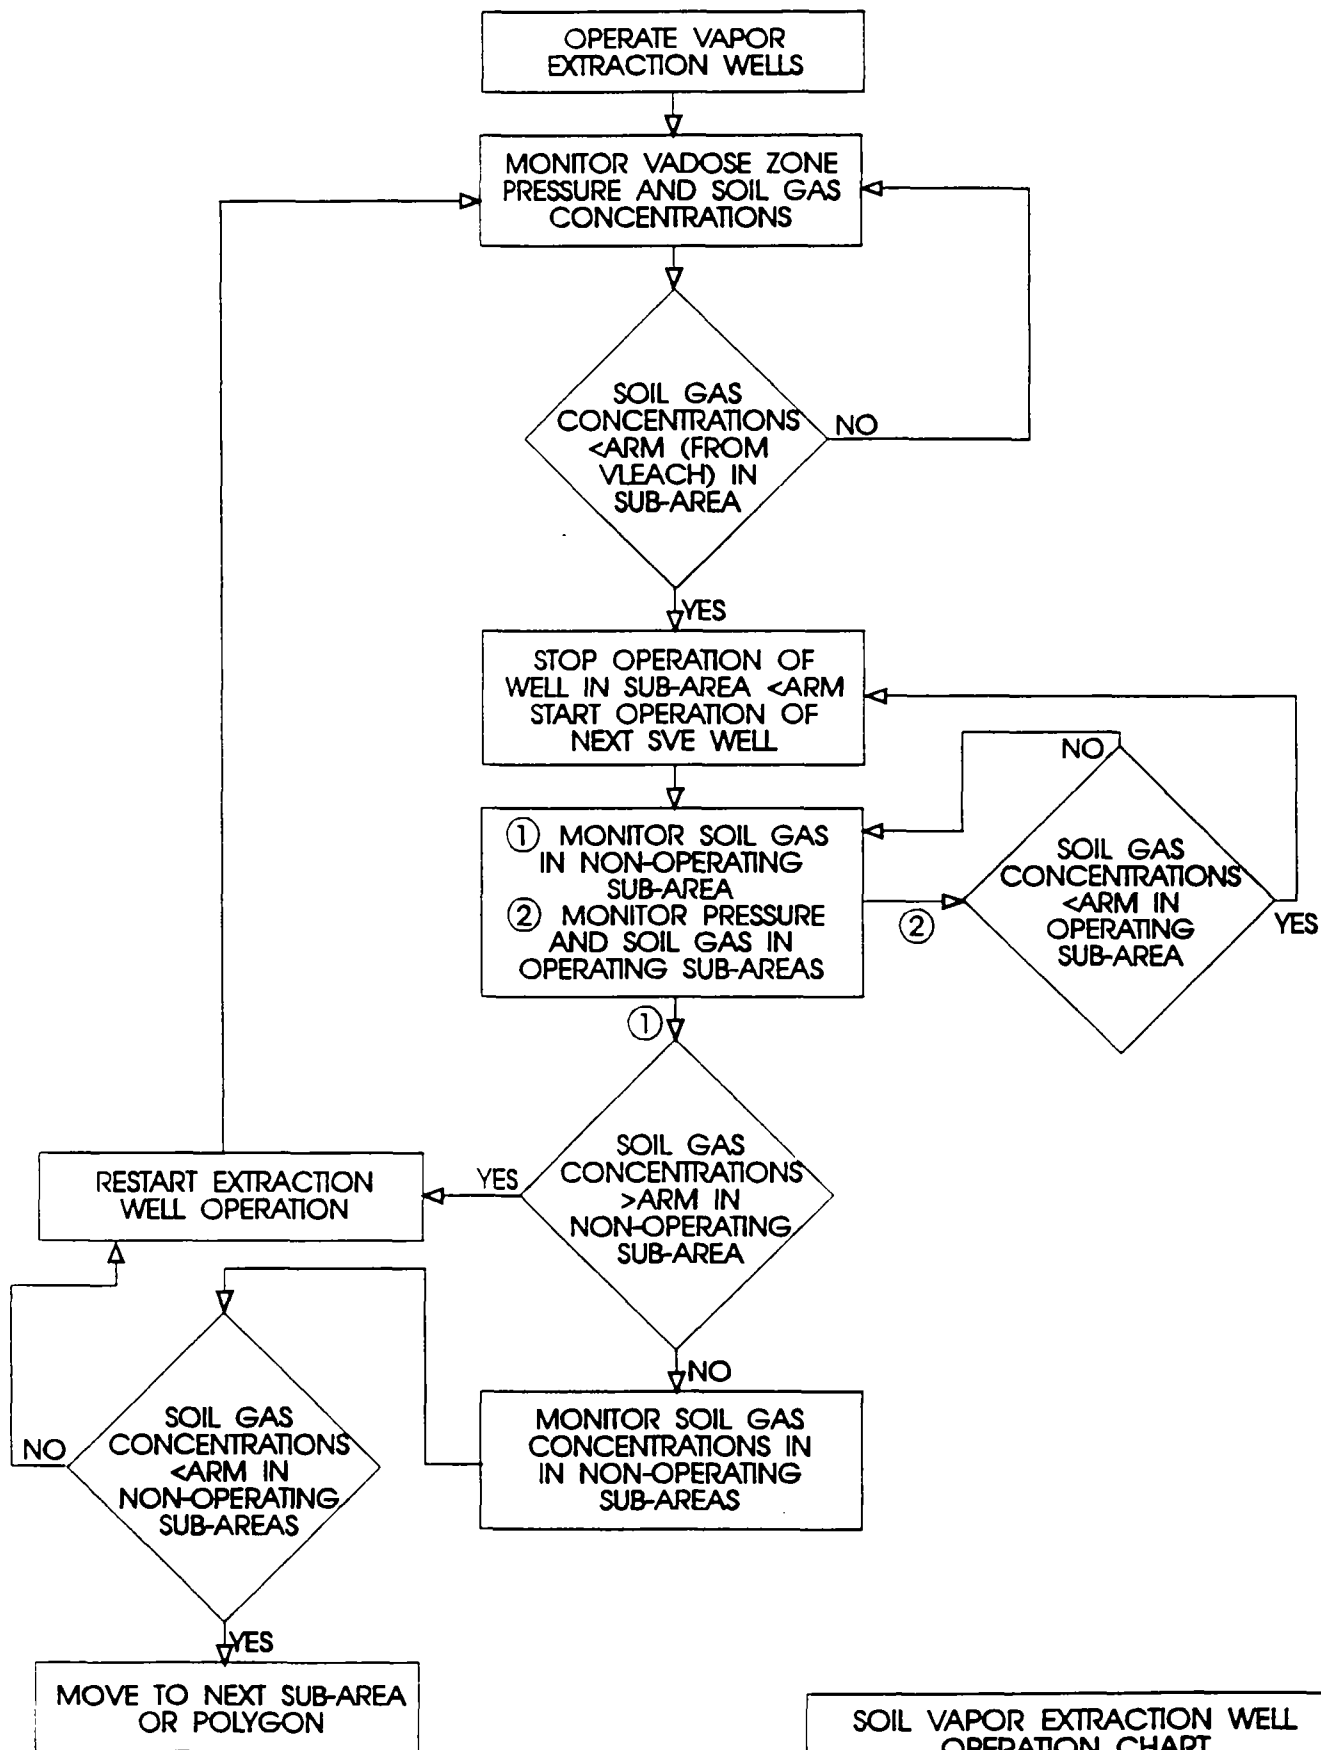 OPERATE VAPOR
EXTRACTION WELLS
MONITOR VADOSE ZONE
PRESSURE AND SOIL GAS
CONCENTRATIONS
SOIL GAS
CONCENTRATIONS
<ARM (FROM
VLEACH) IN
SUB-AREA
NO
YES
STOP OPERATION OF
WELL IN SUB-AREA <ARM
START OPERATION OF
NEXT SVE WELL
① MONITOR SOIL GAS
IN NON-OPERATING
SUB-AREA
② MONITOR PRESSURE
AND SOIL GAS IN
OPERATING SUB-AREAS
②
NO
SOIL GAS
CONCENTRATIONS
<ARM IN
OPERATING
SUB-AREA
YES
①
SOIL GAS
CONCENTRATIONS
>ARM IN
NON-OPERATING
SUB-AREA
YES
RESTART EXTRACTION
WELL OPERATION
NO
MONITOR SOIL GAS
CONCENTRATIONS IN
IN NON-OPERATING
SUB-AREAS
SOIL GAS
CONCENTRATIONS
<ARM IN
NON-OPERATING
SUB-AREAS
NO
YES
MOVE TO NEXT SUB-AREA
OR POLYGON
SOIL VAPOR EXTRACTION WELL
OPERATION CHART